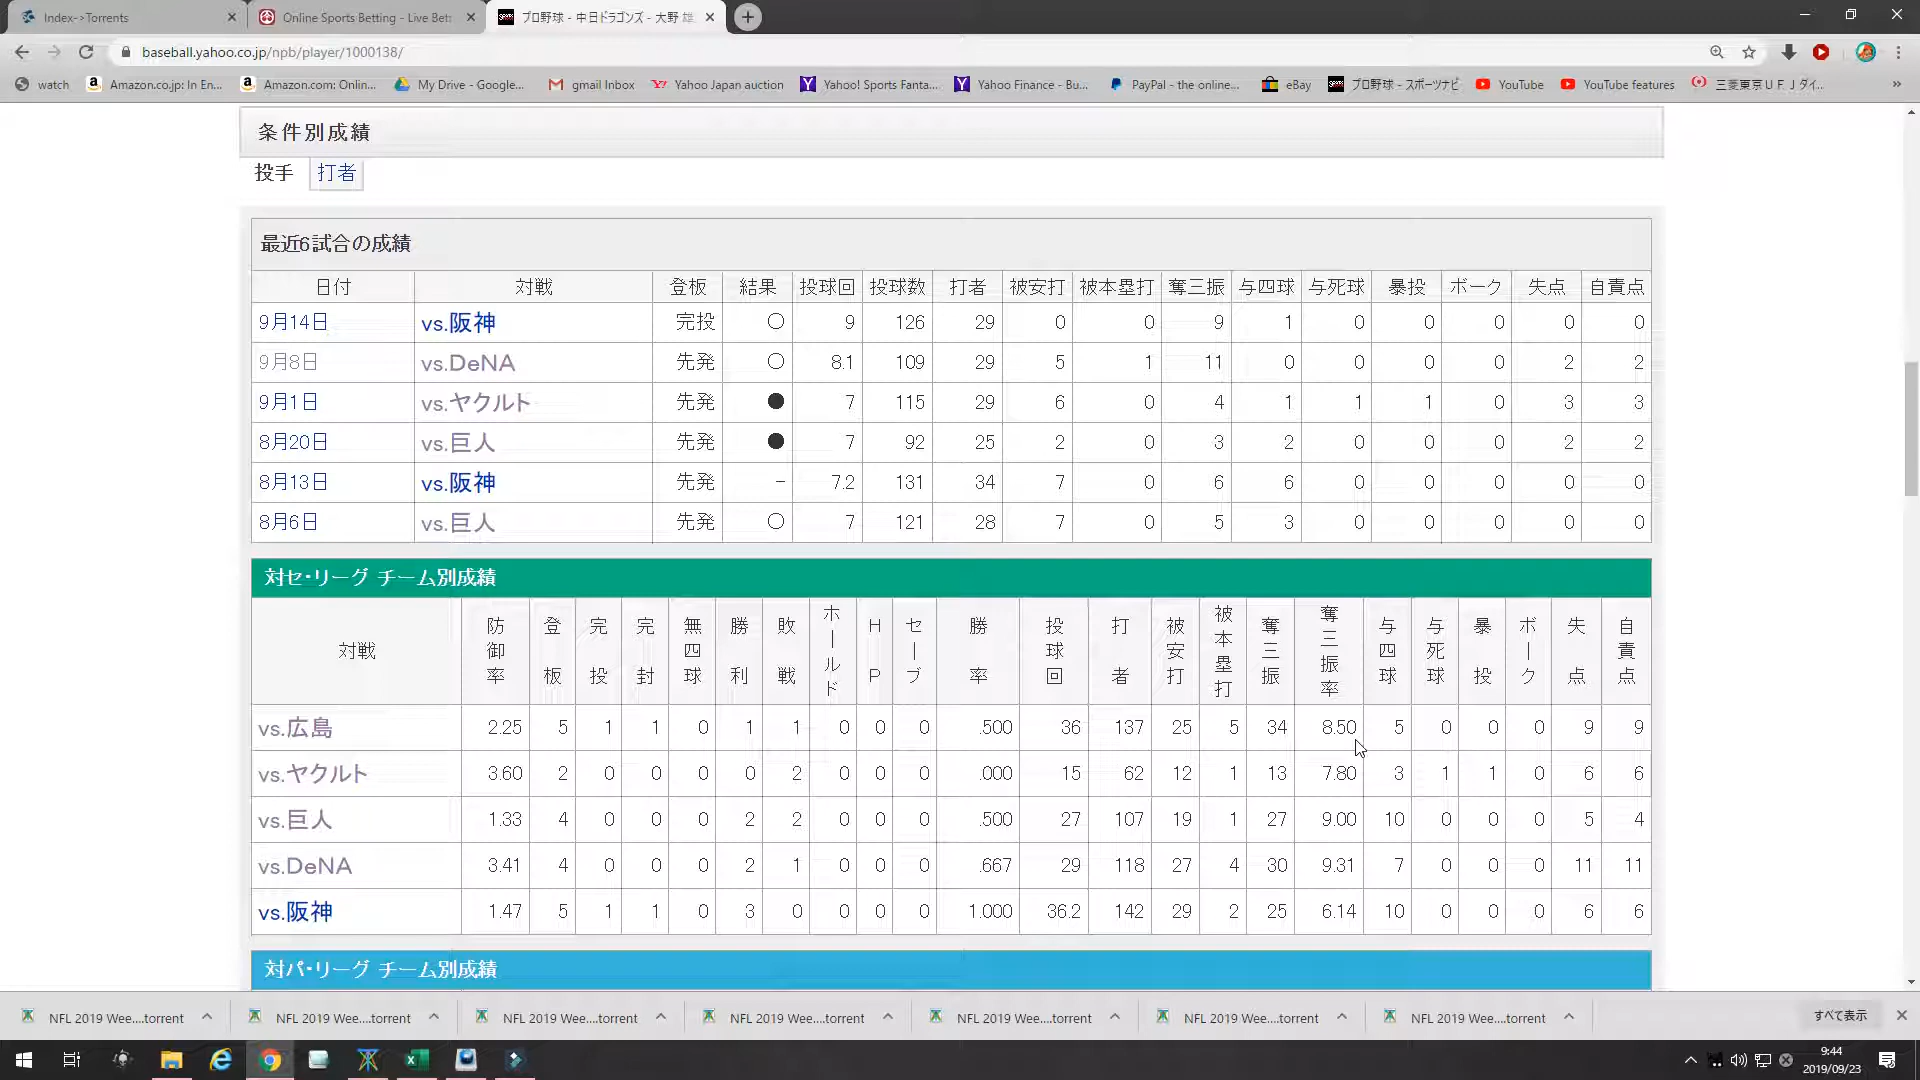 Index->Torrents
Online Sports Betting - Live Bett
プロ野球 - 中日ドラゴンズ - 大野 雄
baseball.yahoo.co.jp/npb/player/1000138/
watch Amazon.co.jp: In En... Amazon.com: Onlin... My Drive - Google... gmail Inbox Yahoo Japan auction Yahoo! Sports Fanta... Yahoo Finance - Bu... PayPal - the online... eBay プロ野球 - スポーツナビ YouTube YouTube features 三菱東京UFJダイ... »
条件別成績
投手 打者
最近6試合の成績
日付 対戦 登板 結果 投球回 投球数 打者 被安打 被本塁打 奪三振 与四球 与死球 暴投 ボーク 失点 自責点
9月14日 vs.阪神 完投 ○ 9 126 29 0 0 9 1 0 0 0 0 0
9月8日 vs.DeNA 先発 ○ 8.1 109 29 5 1 11 0 0 0 0 2 2
9月1日 vs.ヤクルト 先発 ● 7 115 29 6 0 4 1 1 1 0 3 3
8月20日 vs.巨人 先発 ● 7 92 25 2 0 3 2 0 0 0 2 2
8月13日 vs.阪神 先発 - 7.2 131 34 7 0 6 6 0 0 0 0 0
8月6日 vs.巨人 先発 ○ 7 121 28 7 0 5 3 0 0 0 0 0
対セ・リーグ チーム別成績
対戦 防御率 登板 完投 完封 無四球 勝利 敗戦 ホールド HP セーブ 勝率 投球回 打者 被安打 被本塁打 奪三振 奪三振率 与四球 与死球 暴投 ボーク 失点 自責点
vs.広島 2.25 5 1 1 0 1 1 0 0 0 .500 36 137 25 5 34 8.50 5 0 0 0 9 9
vs.ヤクルト 3.60 2 0 0 0 0 2 0 0 0 .000 15 62 12 1 13 7.80 3 1 1 0 6 6
vs.巨人 1.33 4 0 0 0 2 2 0 0 0 .500 27 107 19 1 27 9.00 10 0 0 0 5 4
vs.DeNA 3.41 4 0 0 0 2 1 0 0 0 .667 29 118 27 4 30 9.31 7 0 0 0 11 11
vs.阪神 1.47 5 1 1 0 3 0 0 0 0 1.000 36.2 142 29 2 25 6.14 10 0 0 0 6 6
対パ・リーグ チーム別成績
NFL 2019 Wee....torrent NFL 2019 Wee....torrent NFL 2019 Wee....torrent NFL 2019 Wee....torrent NFL 2019 Wee....torrent NFL 2019 Wee....torrent NFL 2019 Wee....torrent すべて表示
9:44
2019/09/23